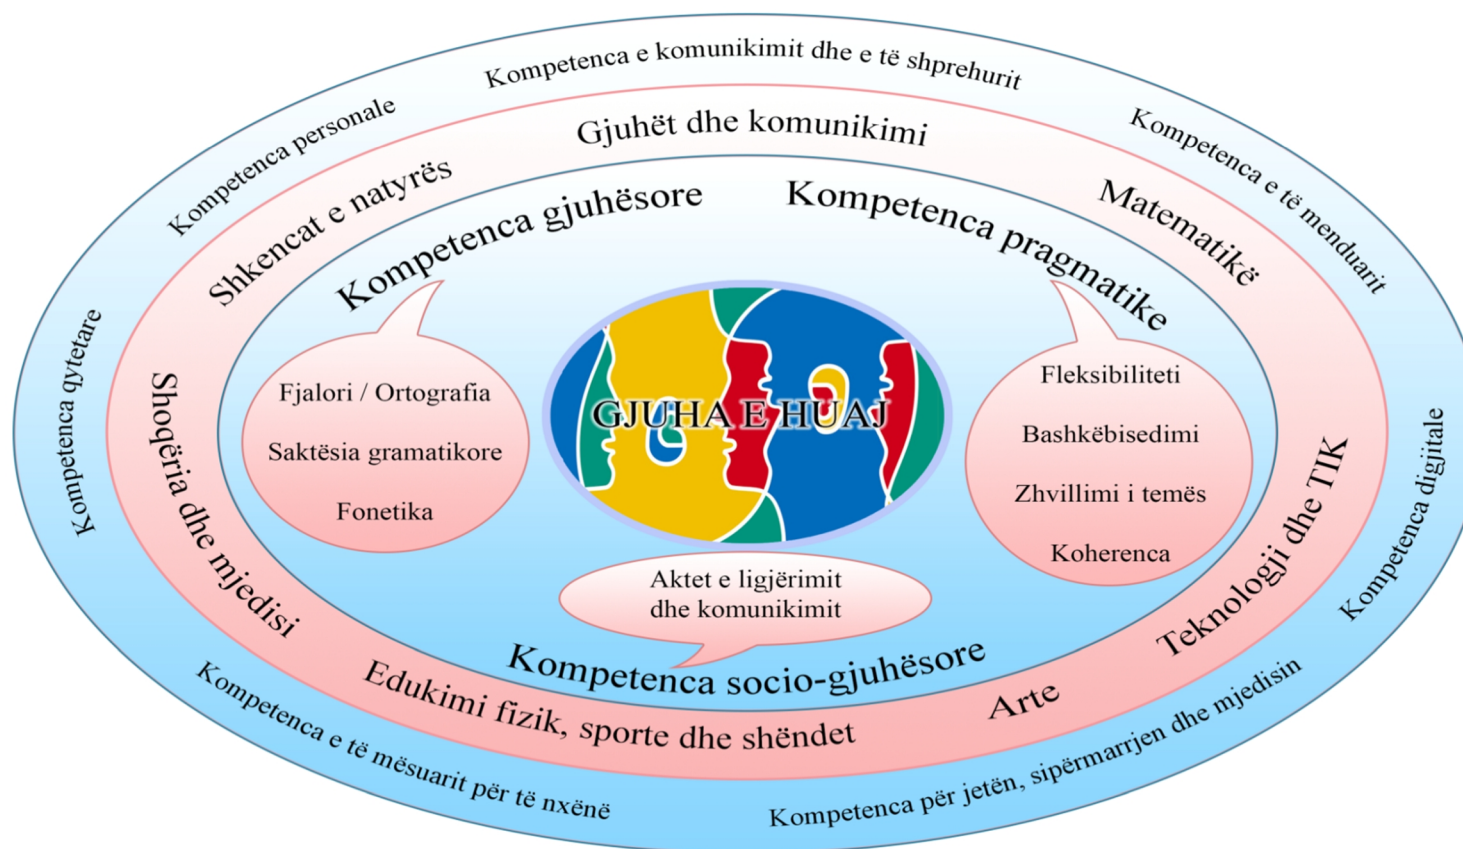 Kompetenca e komunikimit dhe e të shprehurit
Kompetenca personale
Kompetenca e të menduarit
Kompetenca qytetare
Kompetenca digjitale
Kompetenca e të mësuarit për të nxënë
Kompetenca për jetën, sipërmarrjen dhe mjedisin
Gjuhët dhe komunikimi
Shkencat e natyrës
Matematikë
Shoqëria dhe mjedisi
Teknologji dhe TIK
Edukimi fizik, sporte dhe shëndet
Arte
Kompetenca gjuhësore
Kompetenca pragmatike
Fjalori / Ortografia
Saktësia gramatikore
Fonetika
GJUHA E HUAJ
Fleksibiliteti
Bashkëbisedimi
Zhvillimi i temës
Koherenca
Aktet e ligjërimit
dhe komunikimit
Kompetenca socio-gjuhësore